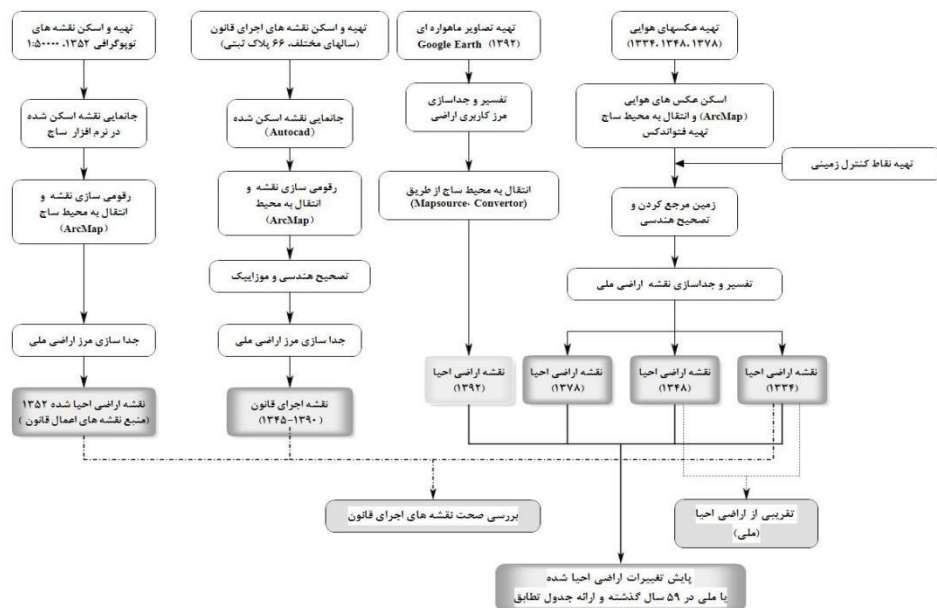 تهیه عکسهای هوایی
(۱۳۳۴، ۱۳۴۸، ۱۳۷۸)
اسکن عکس های هوایی
(ArcMap) و انتقال به محیط ساج
تهیه فتواندکس
تهیه نقاط کنترل زمینی
زمین مرجع کردن و
تصحیح هندسی
تفسیر و جداسازی نقشه اراضی ملی
نقشه اراضی احیا
(۱۳۳۴)
نقشه اراضی احیا
(۱۳۴۸)
نقشه اراضی احیا
(۱۳۷۸)
تهیه تصاویر ماهواره ای
Google Earth (۱۳۹۲)
تفسیر و جداسازی
مرز کاربری اراضی
انتقال به محیط ساج از طریق
(Mapsource- Convertor)
نقشه اراضی احیا
(۱۳۹۲)
تهیه و اسکن نقشه های اجرای قانون
(سالهای مختلف، ۶۶ پلاک ثبتی)
جانمایی نقشه اسکن شده
(Autocad)
رقومی سازی نقشه و
انتقال به محیط
(ArcMap)
تصحیح هندسی و موزاییک
جدا سازی مرز اراضی ملی
نقشه اجرای قانون
(۱۳۴۵-۱۳۹۰)
تهیه و اسکن نقشه های
توپوگرافی ۱۳۵۲، ۱:۵۰۰۰۰
جانمایی نقشه اسکن شده
در نرم افزار ساج
رقومی سازی نقشه و
انتقال به محیط ساج
(ArcMap)
جدا سازی مرز اراضی ملی
نقشه اراضی احیا شده ۱۳۵۲
(منبع نقشه های اعمال قانون )
تقریبی از اراضی احیا
(ملی)
بررسی صحت نقشه های اجرای قانون
پایش تغییرات اراضی احیا شده
یا ملی در ۵۹ سال گذشته و ارائه جدول تطابق